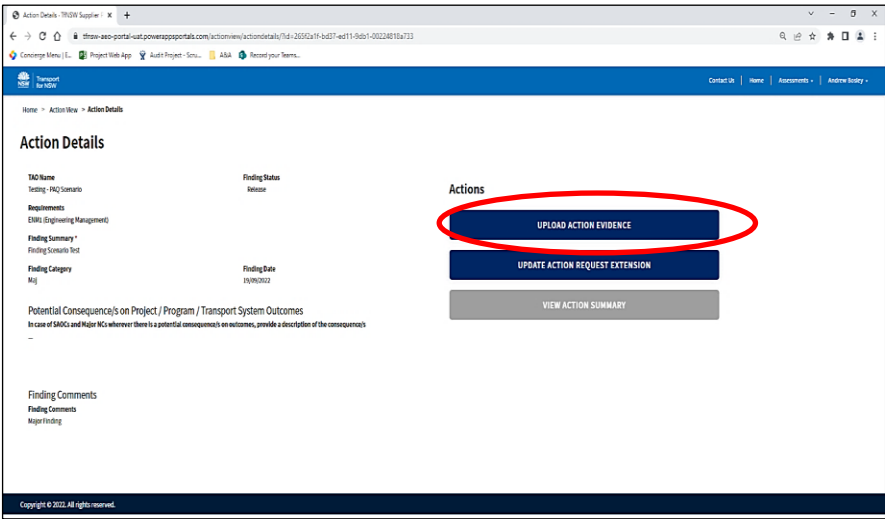 Action Details - TfNSW Supplier
tfnsw-aeo-portal-uat.powerappsportals.com/actionview/actiondetails/?id=265f2a1f-bd37-ed11-9db1-00224818a733
Concierge Menu | E... Project Web App Audit Project - Scru... A&A Record your Teams...
NSW Transport for NSW
Contact Us | Home | Assessments | Andrew Bosley
Home > Action View > Action Details
Action Details
TAO Name Finding Status
Testing - PAQ Scenario Release
Requirements
ENM1 (Engineering Management)
Finding Summary *
Finding Scenario Test
Finding Category Finding Date
Maj 19/09/2022
Potential Consequence/s on Project / Program / Transport System Outcomes
In case of SAOCs and Major NCs wherever there is a potential consequence/s on outcomes, provide a description of the consequence/s
—
Finding Comments
Finding Comments
Major Finding
Actions
UPLOAD ACTION EVIDENCE
UPDATE ACTION REQUEST EXTENSION
VIEW ACTION SUMMARY
Copyright © 2022. All rights reserved.